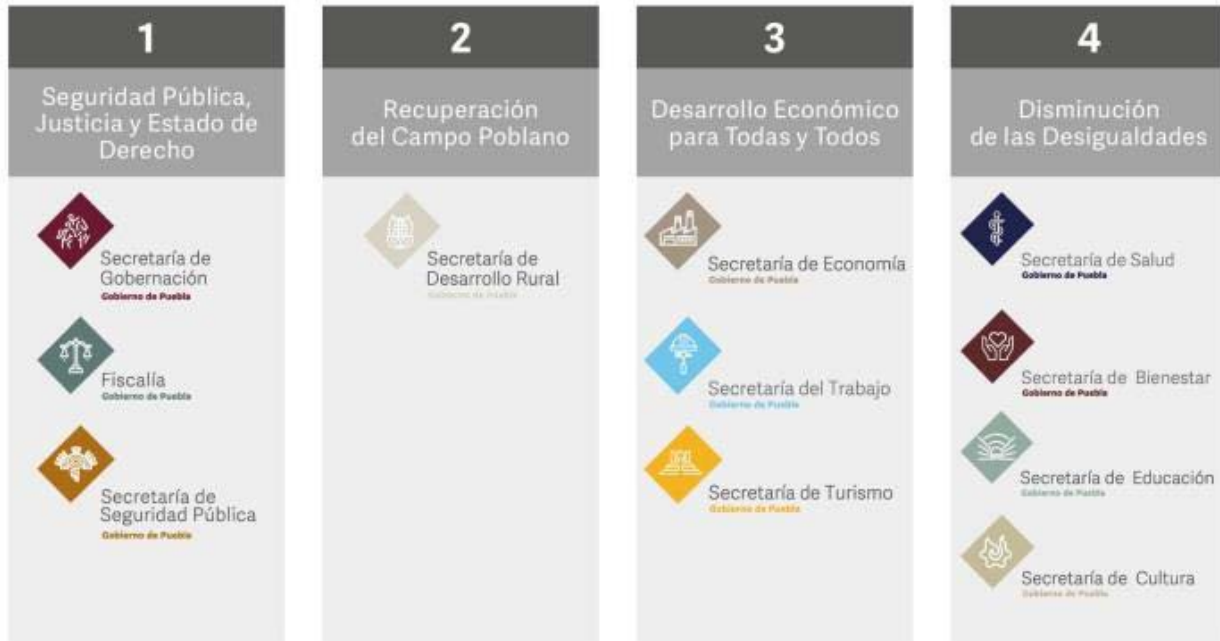 1
Seguridad Pública,
Justicia y Estado de
Derecho
Secretaría de
Gobernación
Gobierno de Puebla
Fiscalía
Gobierno de Puebla
Secretaría de
Seguridad Pública
Gobierno de Puebla
2
Recuperación
del Campo Poblano
Secretaría de
Desarrollo Rural
Gobierno de Puebla
3
Desarrollo Económico
para Todas y Todos
Secretaría de Economía
Gobierno de Puebla
Secretaría del Trabajo
Gobierno de Puebla
Secretaría de Turismo
Gobierno de Puebla
4
Disminución
de las Desigualdades
Secretaría de Salud
Gobierno de Puebla
Secretaría de Bienestar
Gobierno de Puebla
Secretaría de Educación
Gobierno de Puebla
Secretaría de Cultura
Gobierno de Puebla